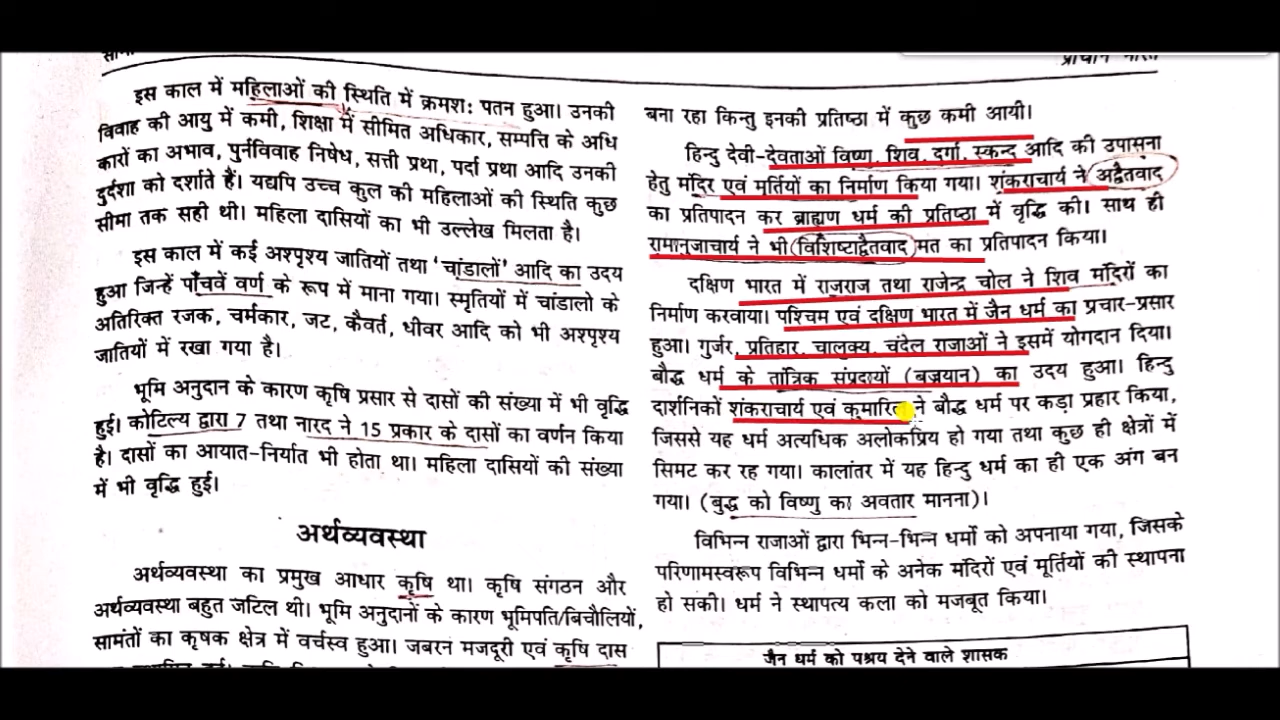 प्राचीन भारत
इस काल में महिलाओं की स्थिति में क्रमशः पतन हुआ। उनकी
विवाह की आयु में कमी, शिक्षा में सीमित अधिकार, सम्पत्ति के अधि
कारों का अभाव, पुर्नविवाह निषेध, सत्ती प्रथा, पर्दा प्रथा आदि उनकी
दुर्दशा को दर्शाते हैं। यद्यपि उच्च कुल की महिलाओं की स्थिति कुछ
सीमा तक सही थी। महिला दासियों का भी उल्लेख मिलता है।
इस काल में कई अश्पृश्य जातियों तथा 'चांडालों' आदि का उदय
हुआ जिन्हें पाँचवें वर्ण के रूप में माना गया। स्मृतियों में चांडालो के
अतिरिक्त रजक, चर्मकार, जट, कैवर्त, धीवर आदि को भी अश्पृश्य
जातियों में रखा गया है।
भूमि अनुदान के कारण कृषि प्रसार से दासों की संख्या में भी वृद्धि
हुई। कोटिल्य द्वारा 7 तथा नारद ने 15 प्रकार के दासों का वर्णन किया
है। दासों का आयात-निर्यात भी होता था। महिला दासियों की संख्या
में भी वृद्धि हुई।
अर्थव्यवस्था
अर्थव्यवस्था का प्रमुख आधार कृषि था। कृषि संगठन और
अर्थव्यवस्था बहुत जटिल थी। भूमि अनुदानों के कारण भूमिपति/बिचौलियों,
सामंतों का कृषक क्षेत्र में वर्चस्व हुआ। जबरन मजदूरी एवं कृषि दास
बना रहा किन्तु इनकी प्रतिष्ठा में कुछ कमी आयी।
हिन्दु देवी-देवताओं विष्णु, शिव, दुर्गा, स्कन्द आदि की उपासना
हेतु मंदिर एवं मूर्तियों का निर्माण किया गया। शंकराचार्य ने अद्वैतवाद
का प्रतिपादन कर ब्राह्मण धर्म की प्रतिष्ठा में वृद्धि की। साथ ही
रामानुजाचार्य ने भी विशिष्टाद्वैतवाद मत का प्रतिपादन किया।
दक्षिण भारत में राजराज तथा राजेन्द्र चोल ने शिव मंदिरों का
निर्माण करवाया। पश्चिम एवं दक्षिण भारत में जैन धर्म का प्रचार-प्रसार
हुआ। गुर्जर, प्रतिहार, चालुक्य, चंदेल राजाओं ने इसमें योगदान दिया।
बौद्ध धर्म के तांत्रिक संप्रदायों (बज्रयान) का उदय हुआ। हिन्दु
दार्शनिकों शंकराचार्य एवं कुमारिल ने बौद्ध धर्म पर कड़ा प्रहार किया,
जिससे यह धर्म अत्यधिक अलोकप्रिय हो गया तथा कुछ ही क्षेत्रों में
सिमट कर रह गया। कालांतर में यह हिन्दु धर्म का ही एक अंग बन
गया। (बुद्ध को विष्णु का अवतार मानना)।
विभिन्न राजाओं द्वारा भिन्न-भिन्न धर्मो को अपनाया गया, जिसके
परिणामस्वरूप विभिन्न धर्मो के अनेक मंदिरों एवं मूर्तियों की स्थापना
हो सकी। धर्म ने स्थापत्य कला को मजबूत किया।
जैन धर्म को पश्रय देने वाले शासक